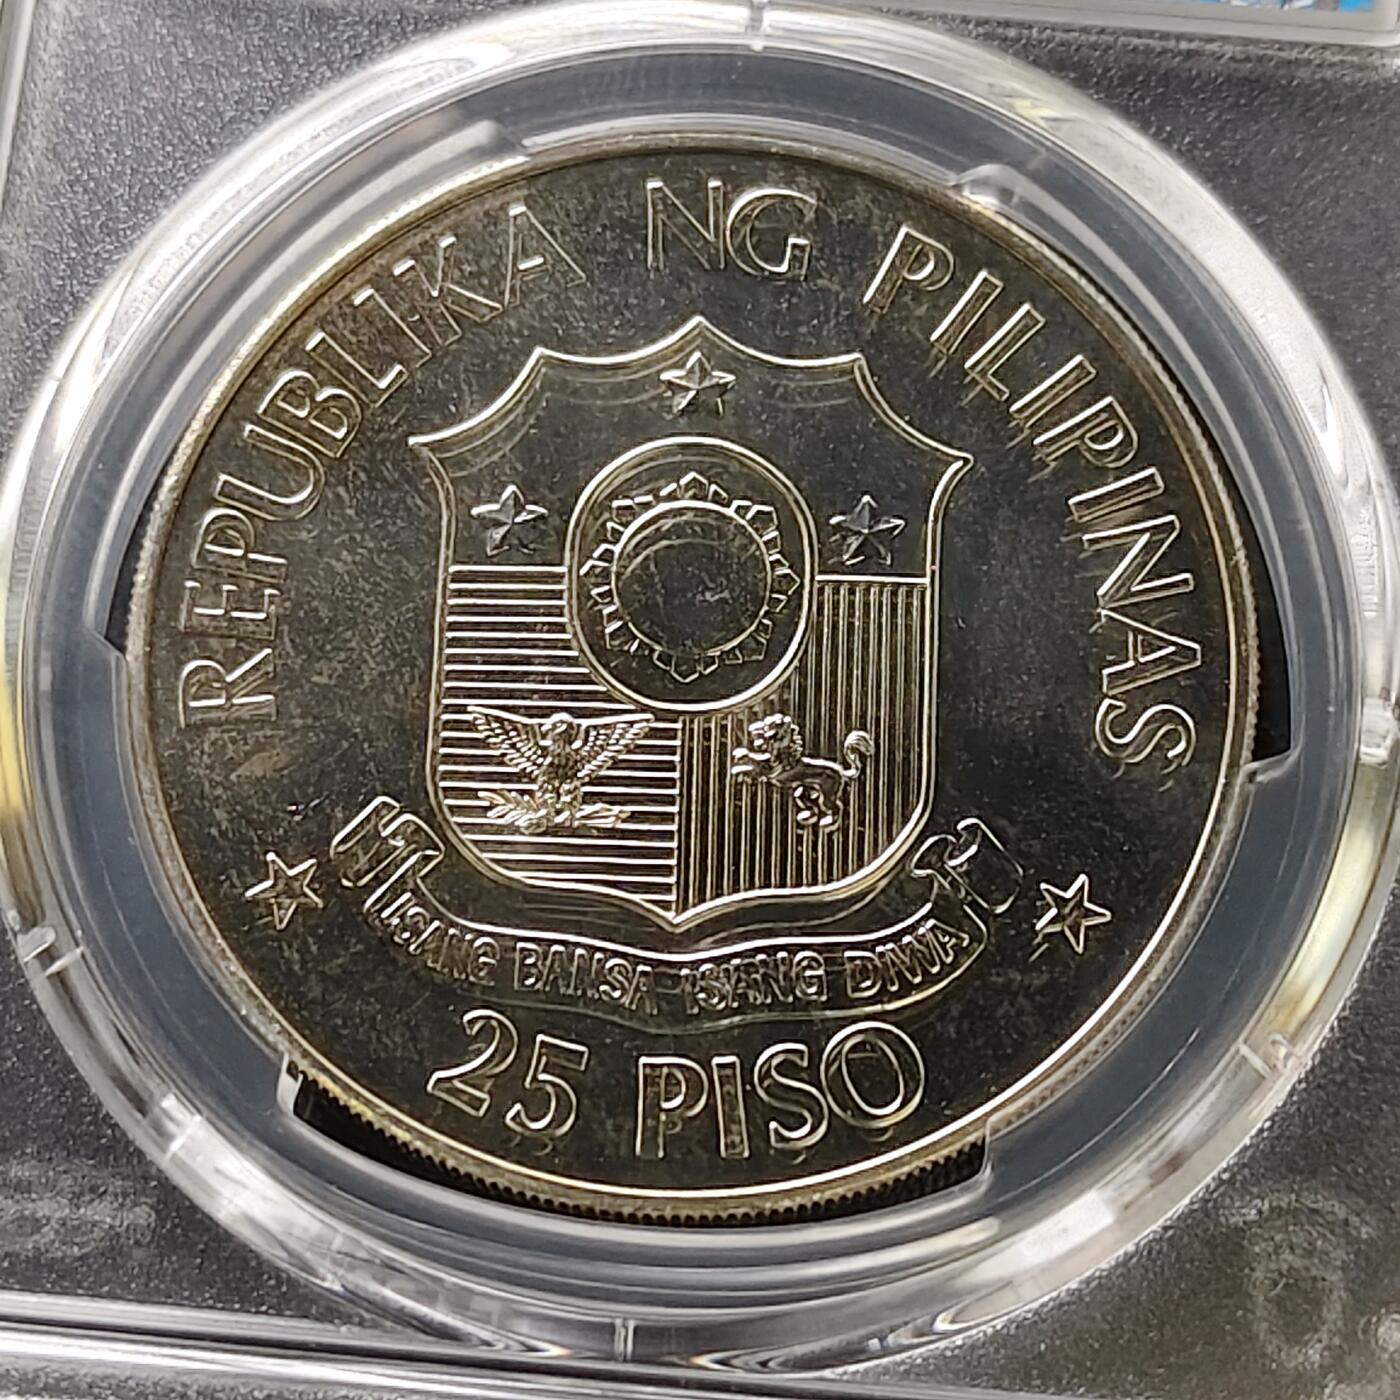 REPUBLIKA NG PILIPINAS
ISANG BANSA ISANG DIWA
25 PISO